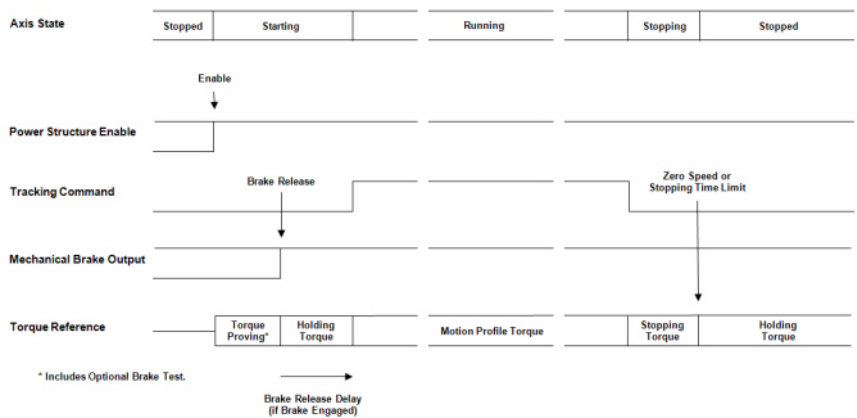 Axis State
Stopped
Starting
Running
Stopping
Stopped
Enable
Power Structure Enable
Brake Release
Zero Speed or
Stopping Time Limit
Tracking Command
Mechanical Brake Output
Torque Reference
Torque
Proving*
Holding
Torque
Motion Profile Torque
Stopping
Torque
Holding
Torque
* Includes Optional Brake Test.
Brake Release Delay
(if Brake Engaged)